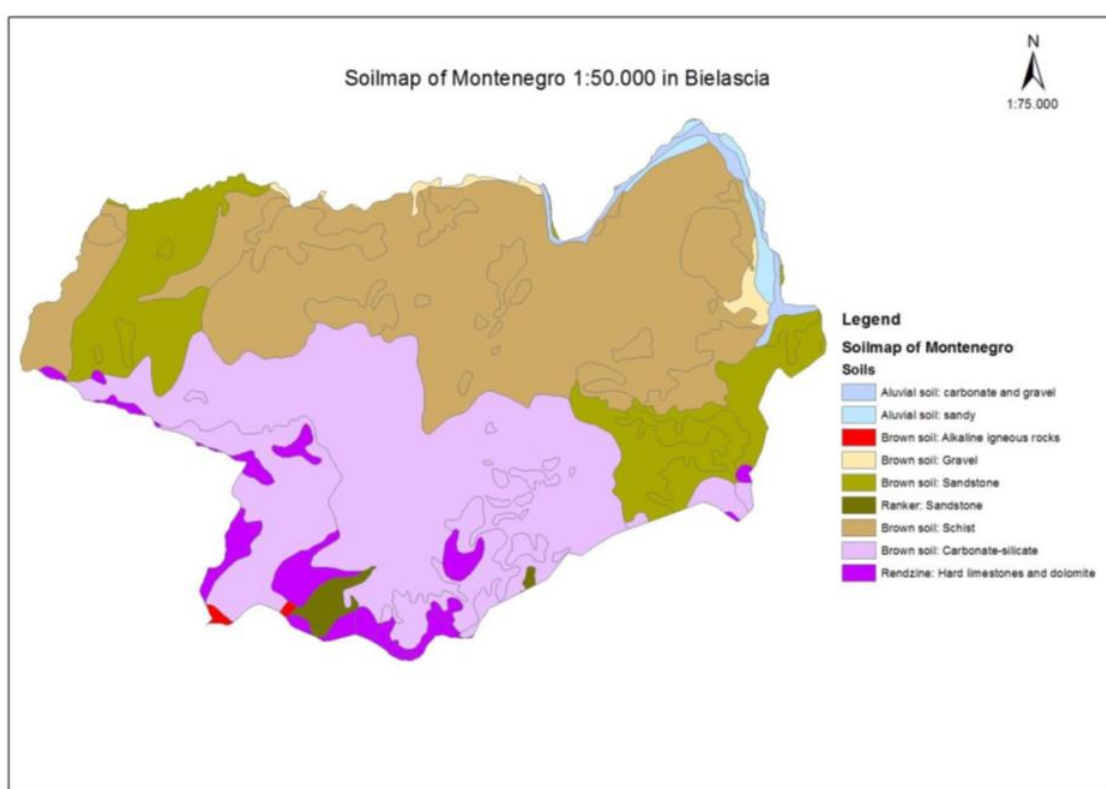 Soilmap of Montenegro 1:50.000 in Bielascia
N
1:75.000
Legend
Soilmap of Montenegro
Soils
Aluvial soil: carbonate and gravel
Aluvial soil: sandy
Brown soil: Alkaline igneous rocks
Brown soil: Gravel
Brown soil: Sandstone
Ranker: Sandstone
Brown soil: Schist
Brown soil: Carbonate-silicate
Rendzine: Hard limestones and dolomite